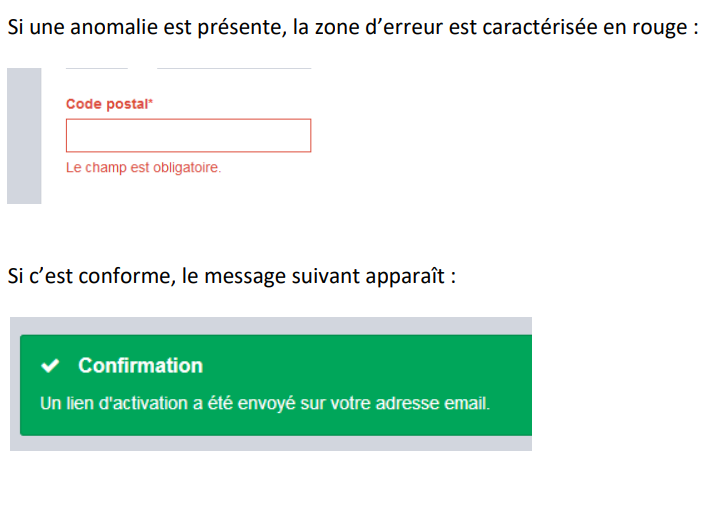 Si une anomalie est présente, la zone d’erreur est caractérisée en rouge :
Code postal*
Le champ est obligatoire.
Si c’est conforme, le message suivant apparaît :
✔ Confirmation
Un lien d'activation a été envoyé sur votre adresse email.